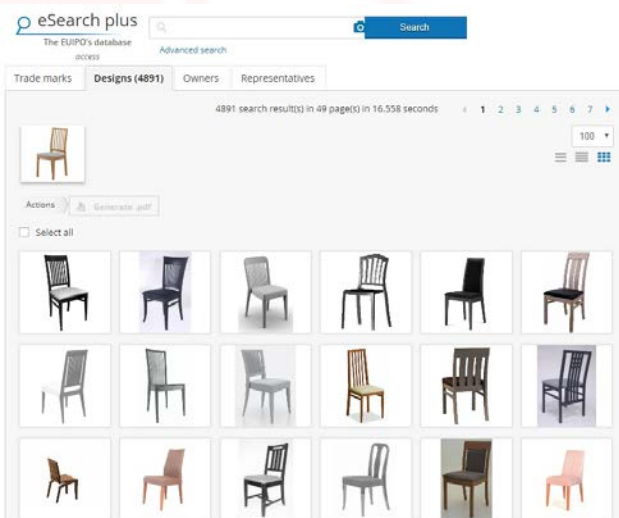 eSearch plus
The EUIPO's database
access
Search
Advanced search
Trade marks Designs (4891) Owners Representatives
4891 search result(s) in 49 page(s) in 16.558 seconds 1 2 3 4 5 6 7
100
Actions Generate .pdf
Select all